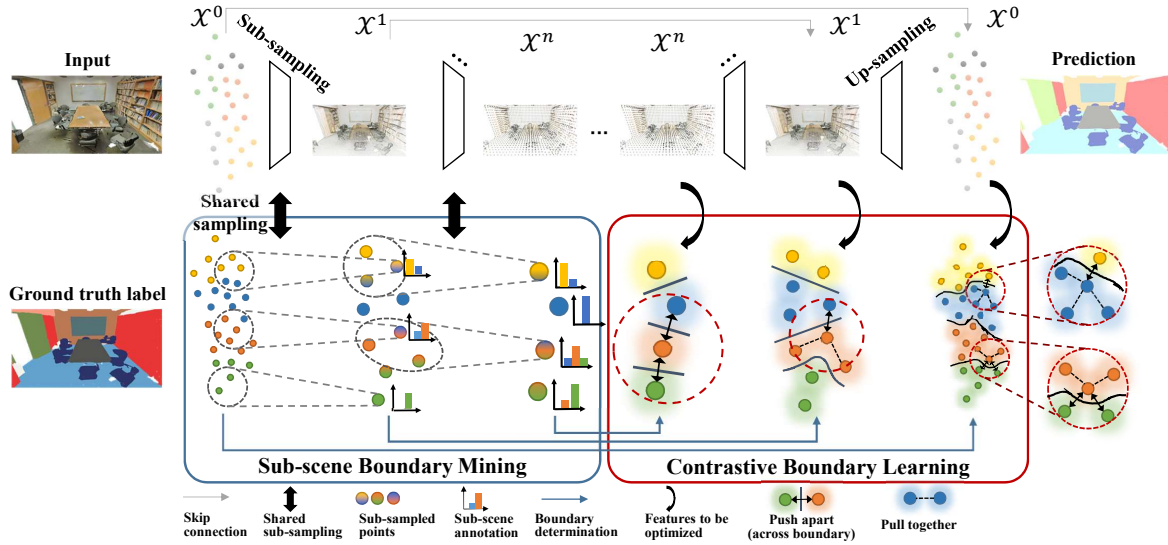 𝒳⁰
𝒳¹
𝒳ⁿ
𝒳ⁿ
𝒳¹
𝒳⁰
Input
Sub-sampling
...
...
Up-sampling
Prediction
...
Shared
sampling
Ground truth label
Sub-scene Boundary Mining
Contrastive Boundary Learning
Skip
connection
Shared
sub-sampling
Sub-sampled
points
Sub-scene
annotation
Boundary
determination
Features to be
optimized
Push apart
(across boundary)
Pull together